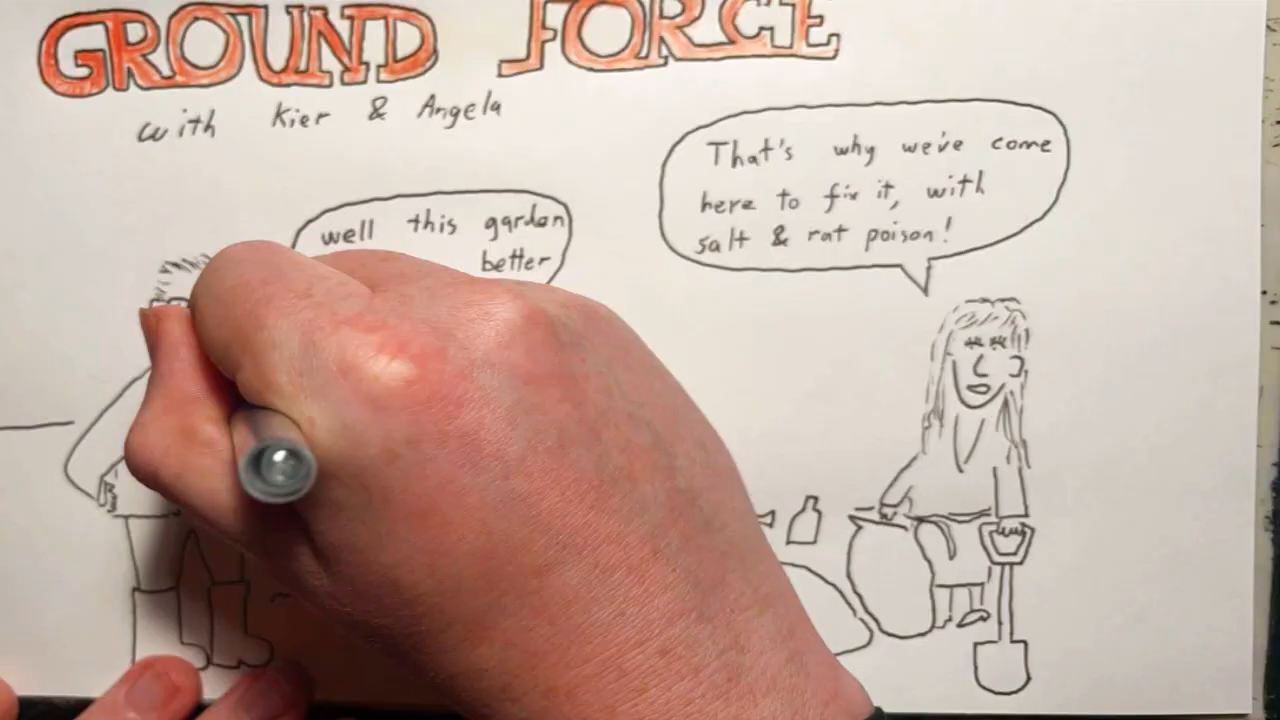 GROUND FORCE
with Kier & Angela
well this garden
better
That's why we've come
here to fix it, with
salt & rat poison!